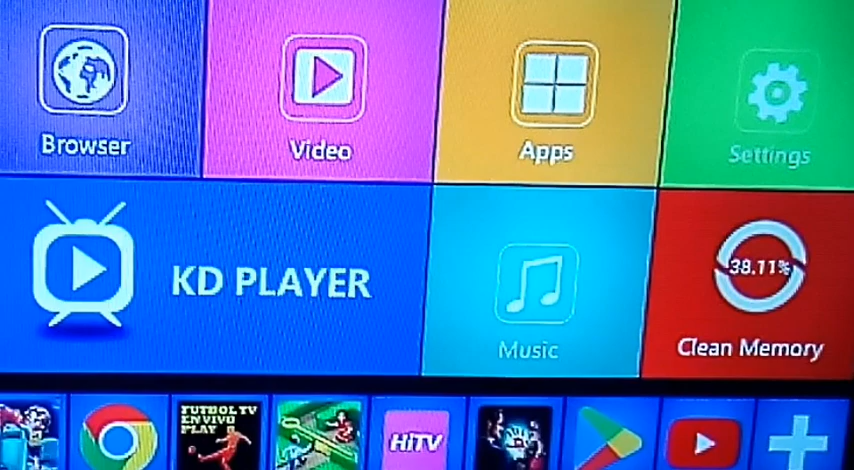 Browser
Video
Apps
Settings
KD PLAYER
Music
38.11%
Clean Memory
FUTBOL TV
EN VIVO
PLAY
HiTV